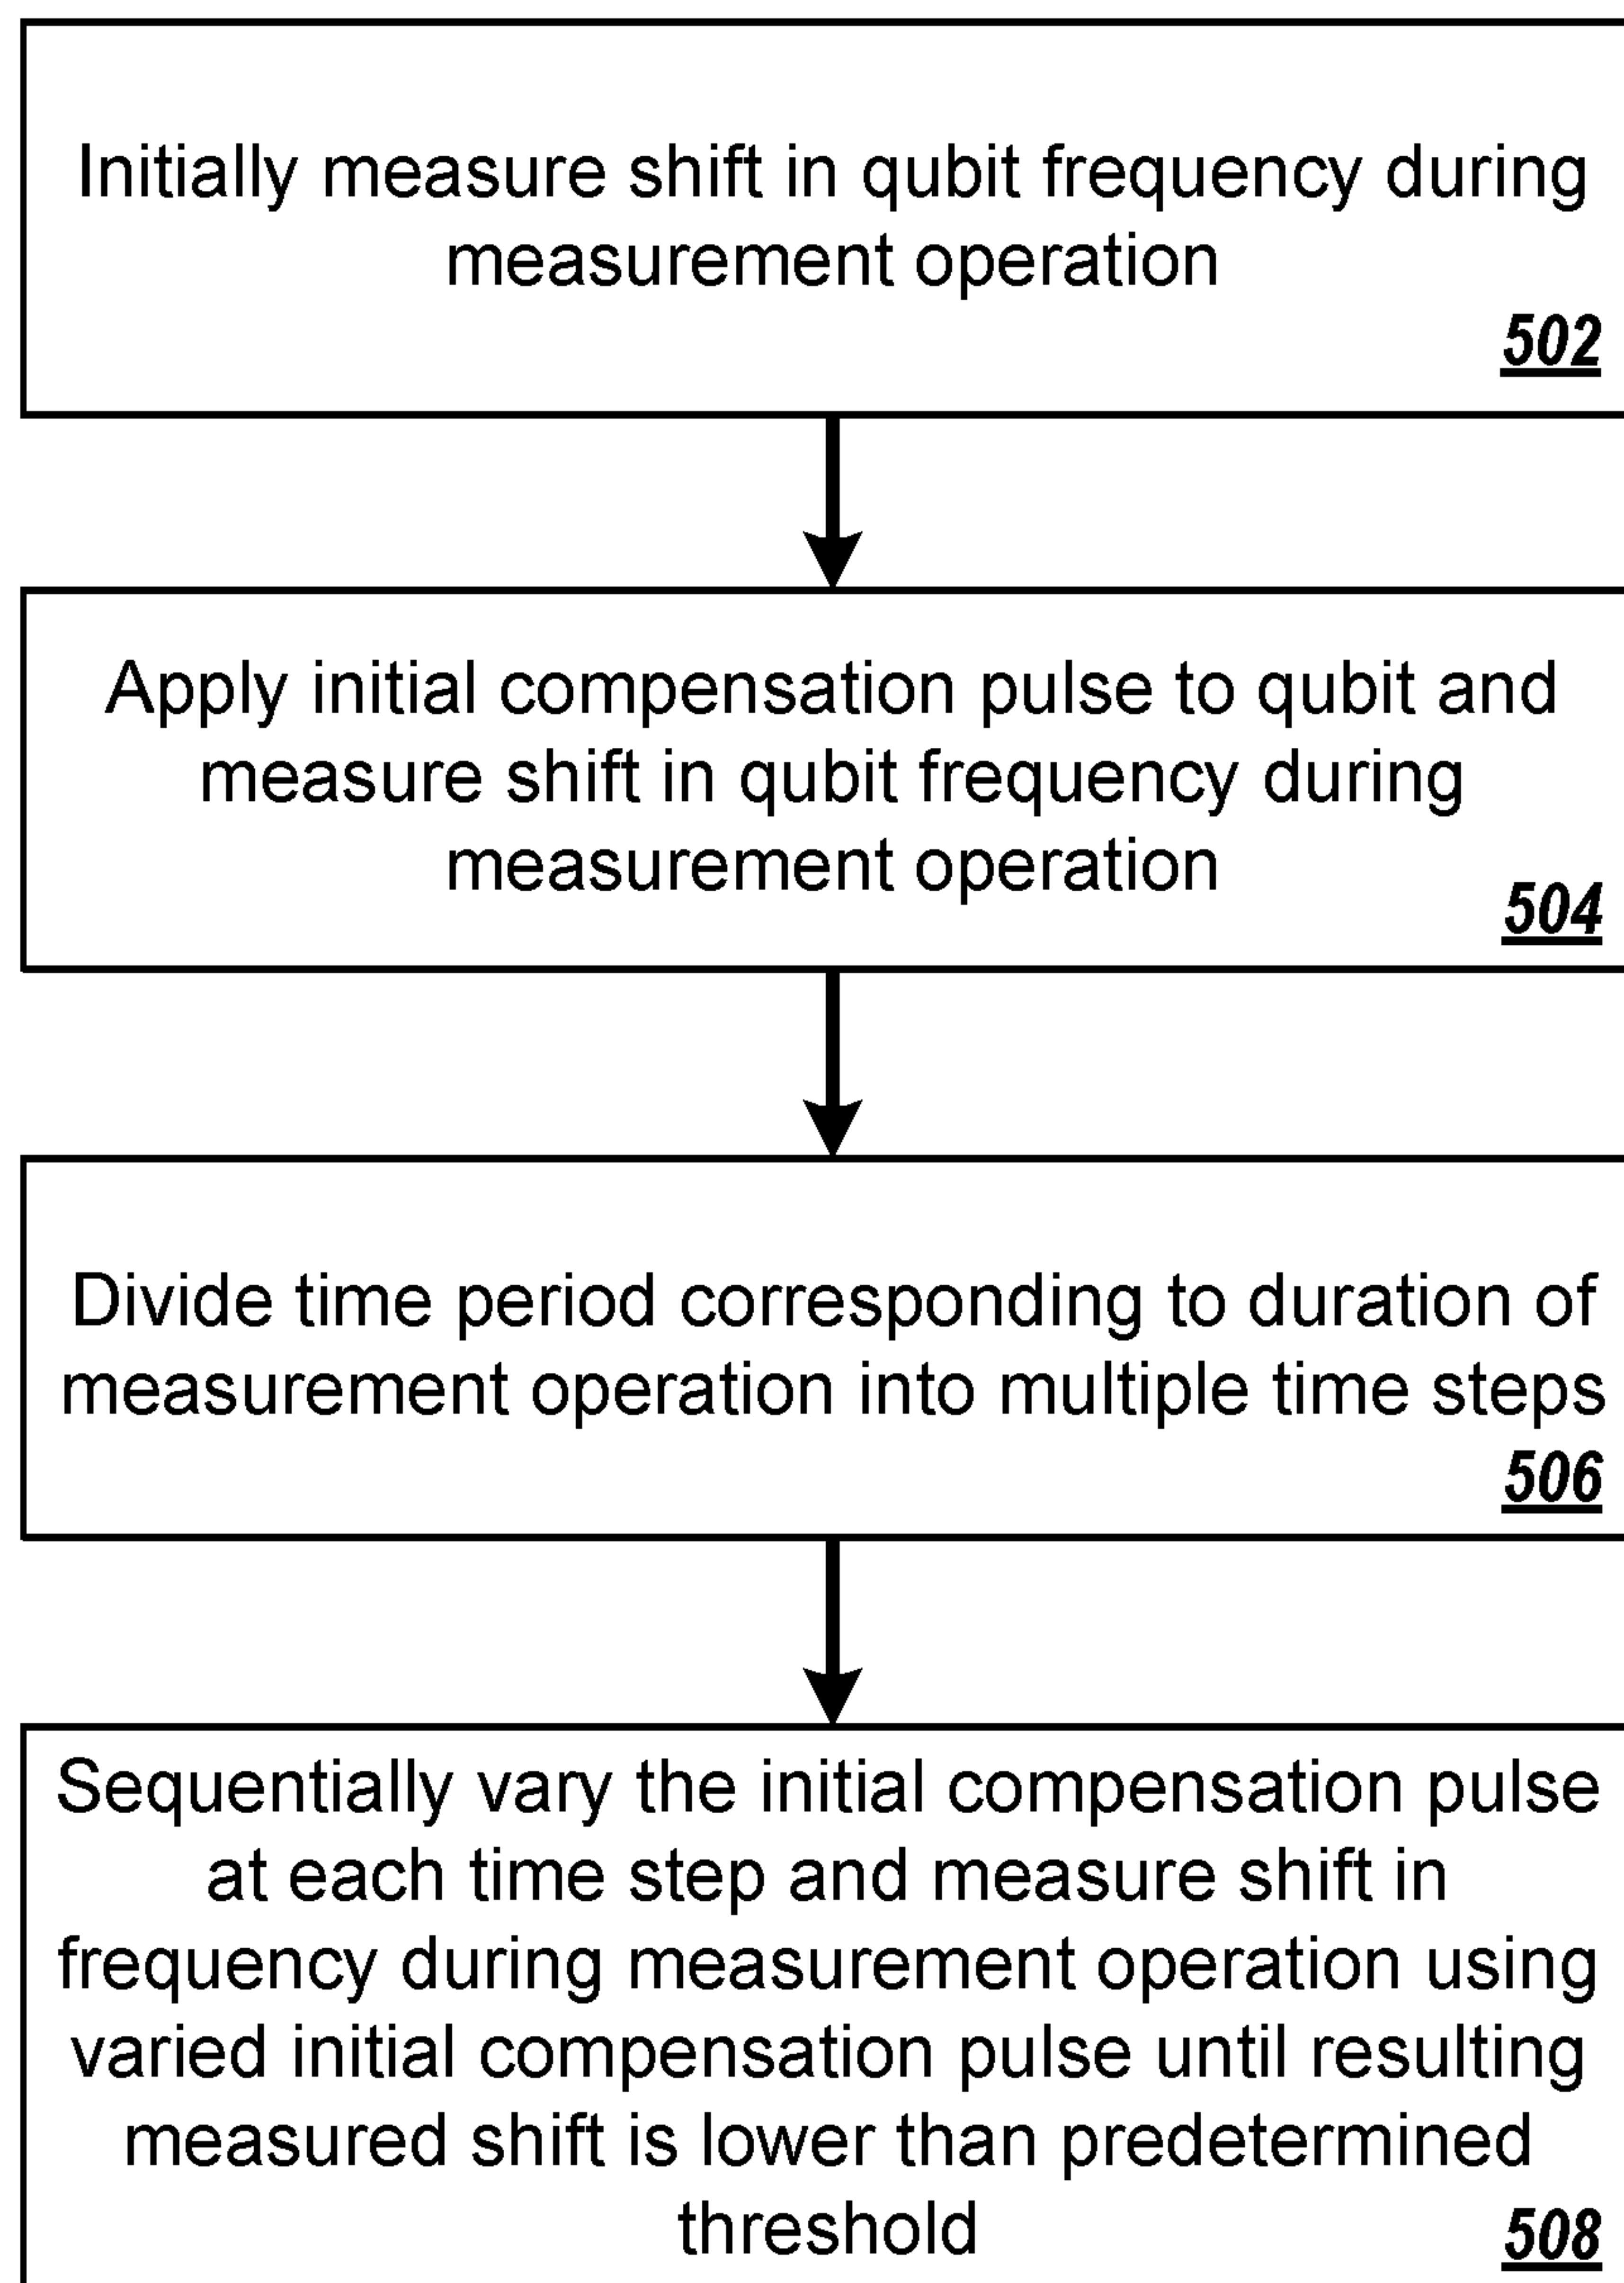 Initially measure shift in qubit frequency during
measurement operation
502
Apply initial compensation pulse to qubit and
measure shift in qubit frequency during
measurement operation
504
Divide time period corresponding to duration of
measurement operation into multiple time steps
506
Sequentially vary the initial compensation pulse
at each time step and measure shift in
frequency during measurement operation using
varied initial compensation pulse until resulting
measured shift is lower than predetermined
threshold
508